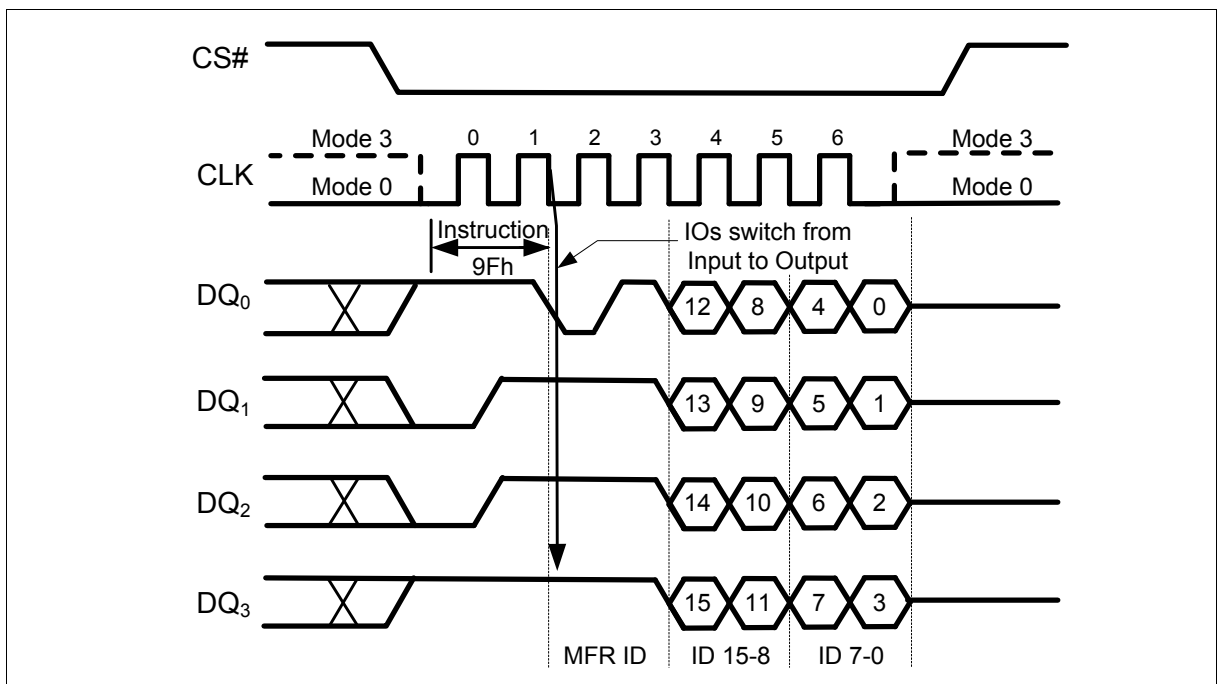 CS#
Mode 3 0 1 2 3 4 5 6 Mode 3
CLK
Mode 0 Mode 0
Instruction
9Fh
IOs switch from
Input to Output
DQ0 12 8 4 0
DQ1 13 9 5 1
DQ2 14 10 6 2
DQ3 15 11 7 3
MFR ID ID 15-8 ID 7-0